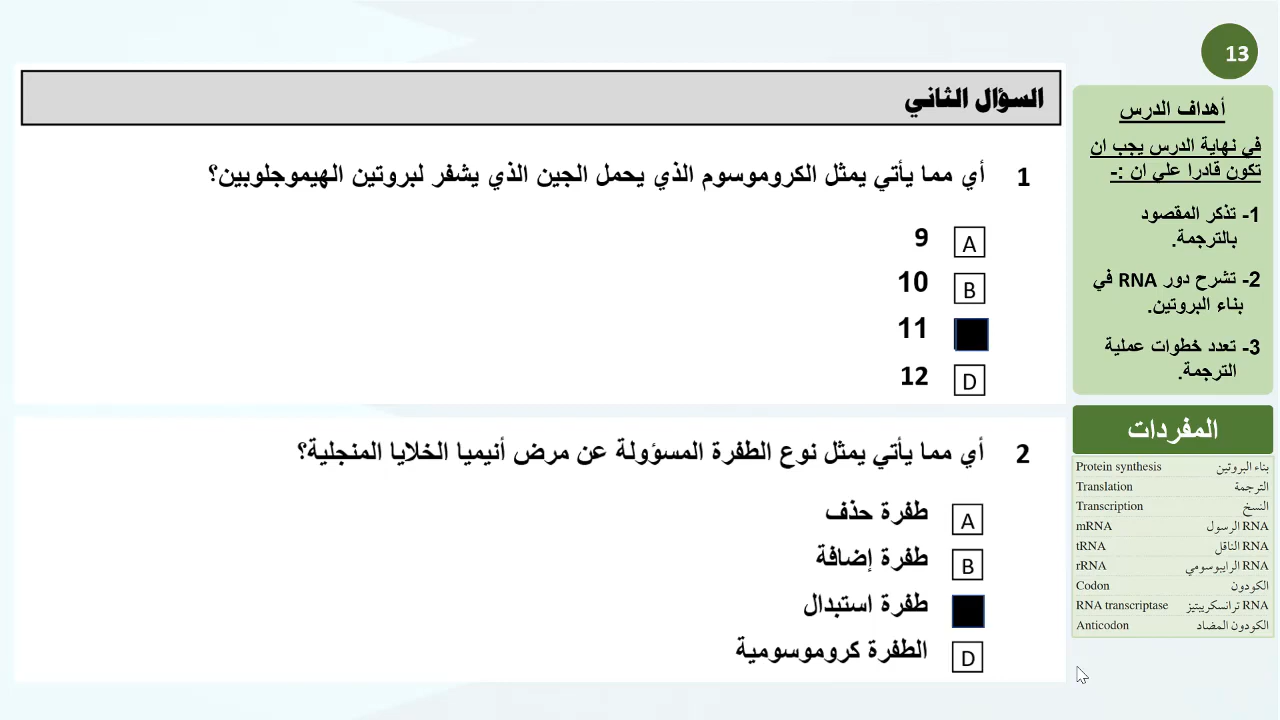 13
السؤال الثاني
1 أي مما يأتي يمثل الكروموسوم الذي يحمل الجين الذي يشفر لبروتين الهيموجلوبين؟
A 9
B 10
11
D 12
2 أي مما يأتي يمثل نوع الطفرة المسؤولة عن مرض أنيميا الخلايا المنجلية؟
A طفرة حذف
B طفرة إضافة
طفرة استبدال
D الطفرة كروموسومية
أهداف الدرس
في نهاية الدرس يجب ان
تكون قادرا علي ان :-
1- تذكر المقصود
بالترجمة.
2- تشرح دور RNA في
بناء البروتين.
3- تعدد خطوات عملية
الترجمة.
المفردات
بناء البروتين Protein synthesis
الترجمة Translation
النسخ Transcription
RNA الرسول mRNA
RNA الناقل tRNA
RNA الرايبوسومي rRNA
الكودون Codon
RNA ترانسكريبتيز RNA transcriptase
الكودون المضاد Anticodon